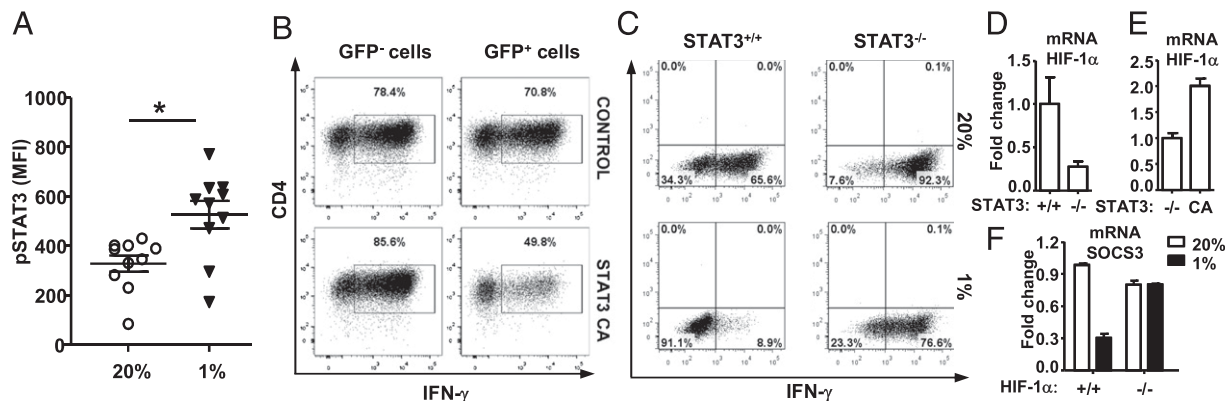 A
pSTAT3 (MFI)
1000
800
600
400
200
0
*
20%
1%
B
GFP⁻ cells
GFP⁺ cells
78.4%
70.8%
CONTROL
85.6%
49.8%
STAT3 CA
CD4
IFN-γ
C
STAT3⁺/⁺
STAT3⁻/⁻
0.0%
0.0%
34.3%
65.6%
0.0%
0.1%
7.6%
92.3%
20%
0.0%
0.0%
91.1%
8.9%
0.0%
0.1%
23.3%
76.6%
1%
IFN-γ
D
mRNA
HIF-1α
Fold change
1.5
1.0
0.5
0.0
STAT3: +/+ -/-
E
mRNA
HIF-1α
2.5
2.0
1.5
1.0
0.5
0.0
STAT3: -/- CA
F
mRNA
SOCS3
20%
1%
Fold change
1.2
0.9
0.6
0.3
0.0
HIF-1α: +/+ -/-